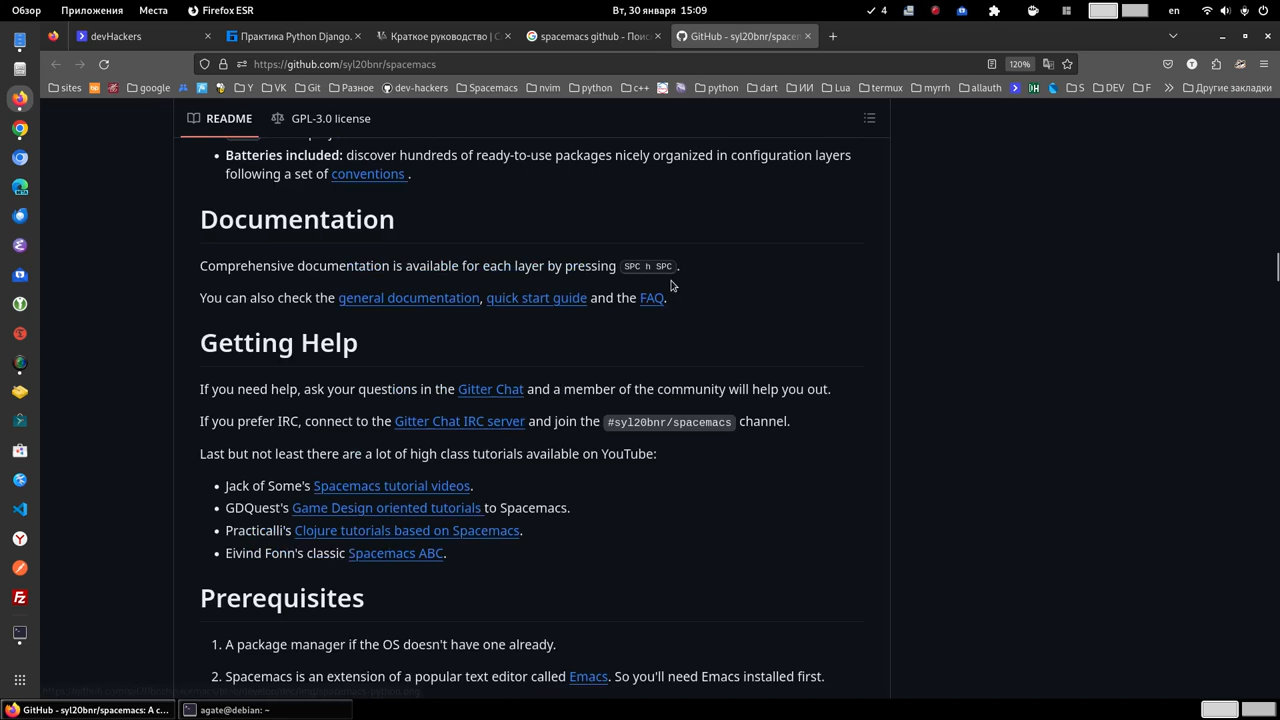 Обзор Приложения Места Firefox ESR Вт, 30 января 15:09 4 en
devHackers Практика Python Django. Краткое руководство | С spacemacs github - Поис GitHub - syl20bnr/spacem
https://github.com/syl20bnr/spacemacs 120%
sites google Y VK Git Разное dev-hackers Spacemacs nvim python c++ python dart ИИ Lua termux myrrh allauth S DEV F Другие закладки
README GPL-3.0 license
Batteries included: discover hundreds of ready-to-use packages nicely organized in configuration layers
following a set of conventions .
Documentation
Comprehensive documentation is available for each layer by pressing SPC h SPC.
You can also check the general documentation, quick start guide and the FAQ.
Getting Help
If you need help, ask your questions in the Gitter Chat and a member of the community will help you out.
If you prefer IRC, connect to the Gitter Chat IRC server and join the #syl20bnr/spacemacs channel.
Last but not least there are a lot of high class tutorials available on YouTube:
Jack of Some's Spacemacs tutorial videos.
GDQuest's Game Design oriented tutorials to Spacemacs.
Practicalli's Clojure tutorials based on Spacemacs.
Eivind Fonn's classic Spacemacs ABC.
Prerequisites
1. A package manager if the OS doesn't have one already.
2. Spacemacs is an extension of a popular text editor called Emacs. So you'll need Emacs installed first.
GitHub - syl20bnr/spacemacs: A c... agate@debian: ~